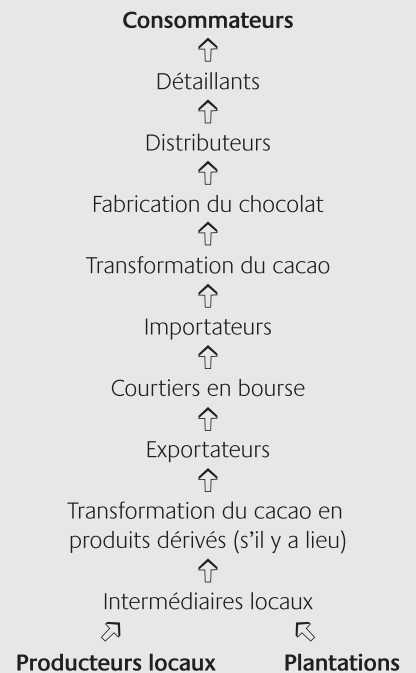 Consommateurs
Détaillants
Distributeurs
Fabrication du chocolat
Transformation du cacao
Importateurs
Courtiers en bourse
Exportateurs
Transformation du cacao en
produits dérivés (s’il y a lieu)
Intermédiaires locaux
Producteurs locaux Plantations